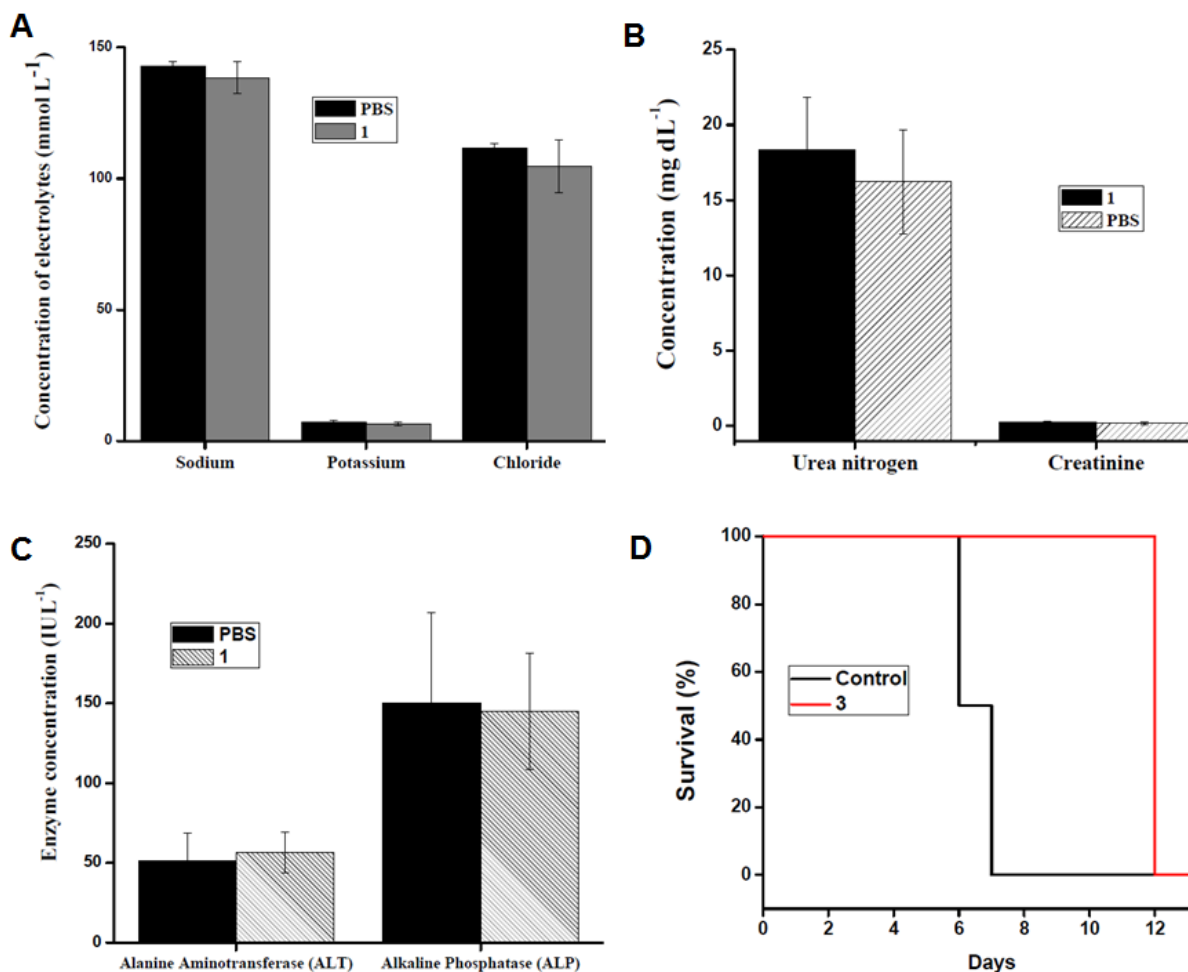 A
Concentration of electrolytes (mmol L⁻¹)
150
100
50
0
PBS
1
Sodium Potassium Chloride
B
Concentration (mg dL⁻¹)
25
20
15
10
5
0
1
PBS
Urea nitrogen Creatinine
C
Enzyme concentration (IUL⁻¹)
250
200
150
100
50
0
PBS
1
Alanine Aminotransferase (ALT) Alkaline Phosphatase (ALP)
D
Survival (%)
100
80
60
40
20
0
Control
3
0 2 4 6 8 10 12
Days